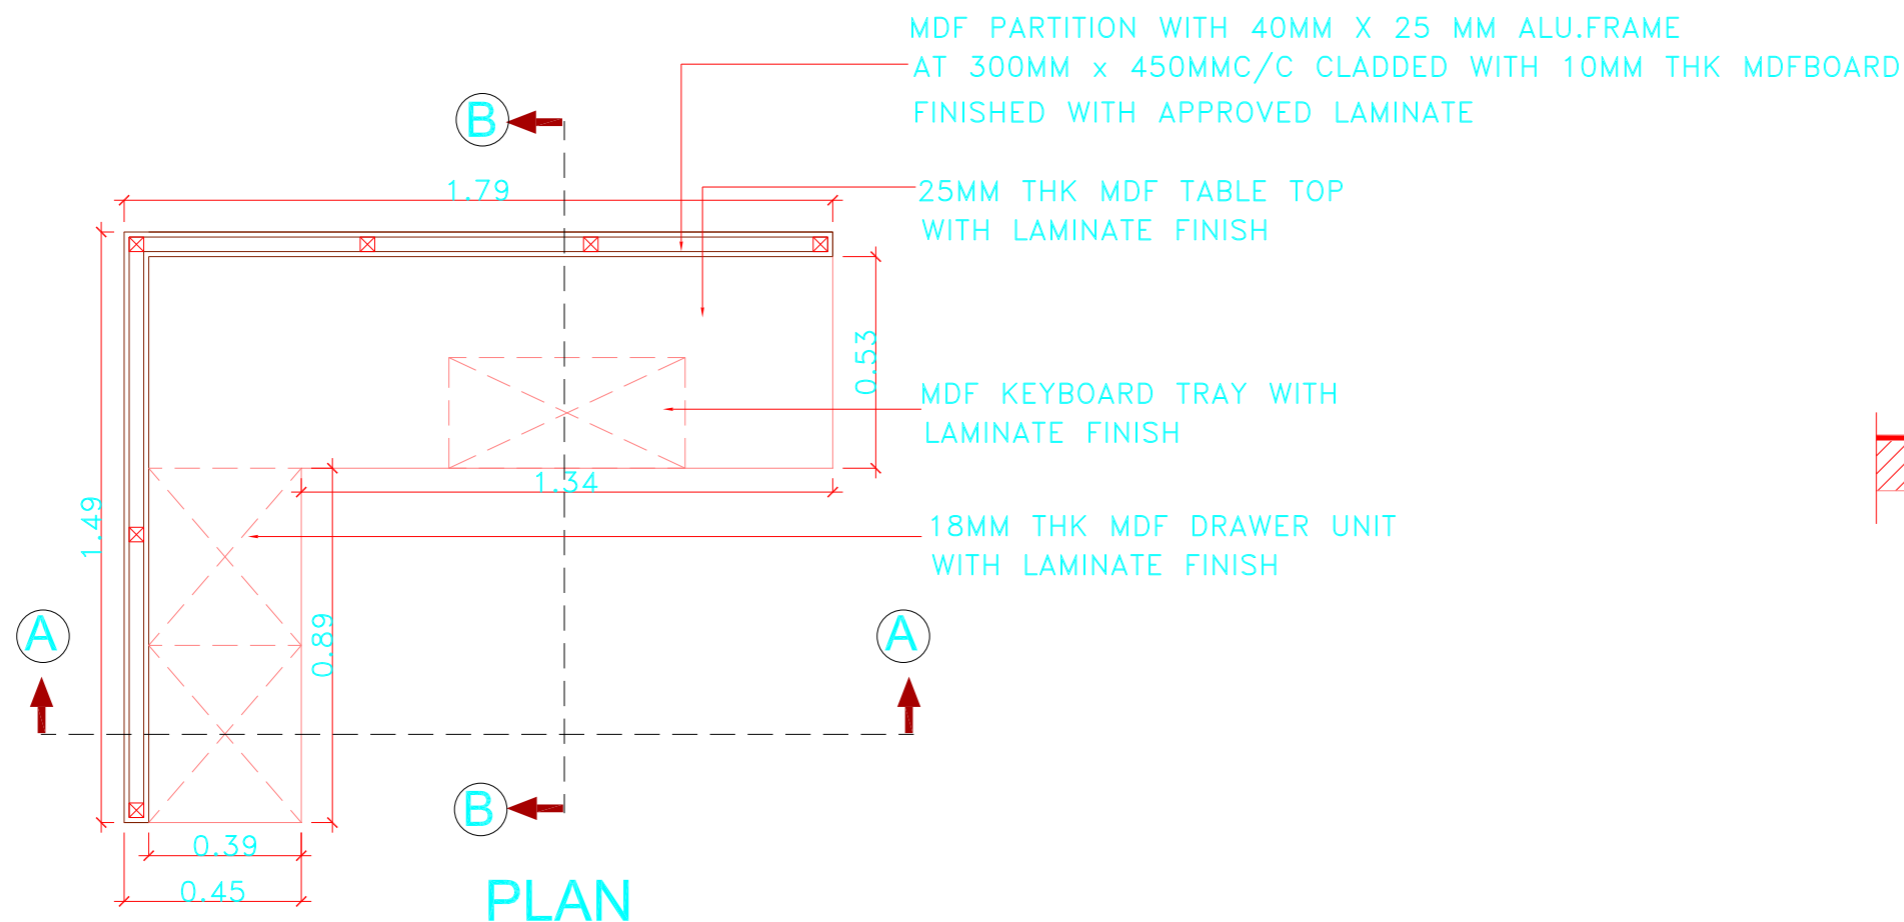 MDF PARTITION WITH 40MM X 25 MM ALU.FRAME
AT 300MM x 450MMC/C CLADDED WITH 10MM THK MDFBOARD
FINISHED WITH APPROVED LAMINATE
B
1.79
25MM THK MDF TABLE TOP
WITH LAMINATE FINISH
0.53
MDF KEYBOARD TRAY WITH
LAMINATE FINISH
1.34
1.49
18MM THK MDF DRAWER UNIT
WITH LAMINATE FINISH
A
0.89
A
B
0.39
0.45
PLAN